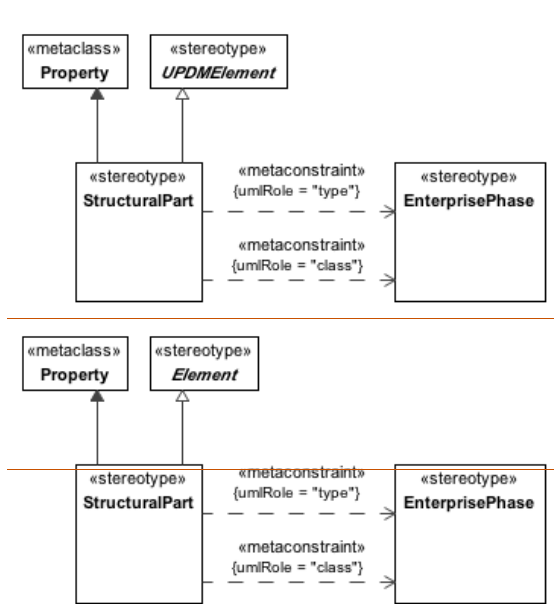 «metaclass»
Property
«stereotype»
UPDMElement
«stereotype»
StructuralPart
«metaconstraint»
{umlRole = "type"}
«metaconstraint»
{umlRole = "class"}
«stereotype»
EnterprisePhase
«metaclass»
Property
«stereotype»
Element
«stereotype»
StructuralPart
«metaconstraint»
{umlRole = "type"}
«metaconstraint»
{umlRole = "class"}
«stereotype»
EnterprisePhase